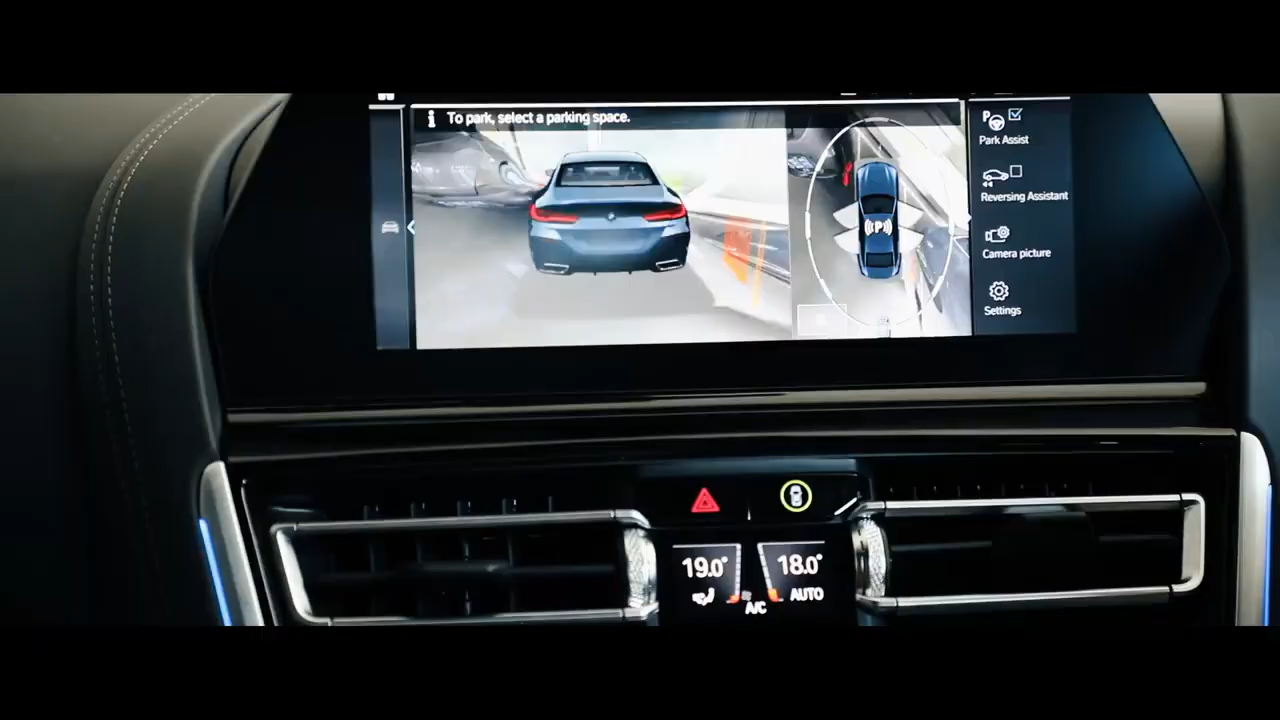 To park, select a parking space.
P
Park Assist
Reversing Assistant
Camera picture
Settings
((P))
19.0°
18.0°
A/C
AUTO